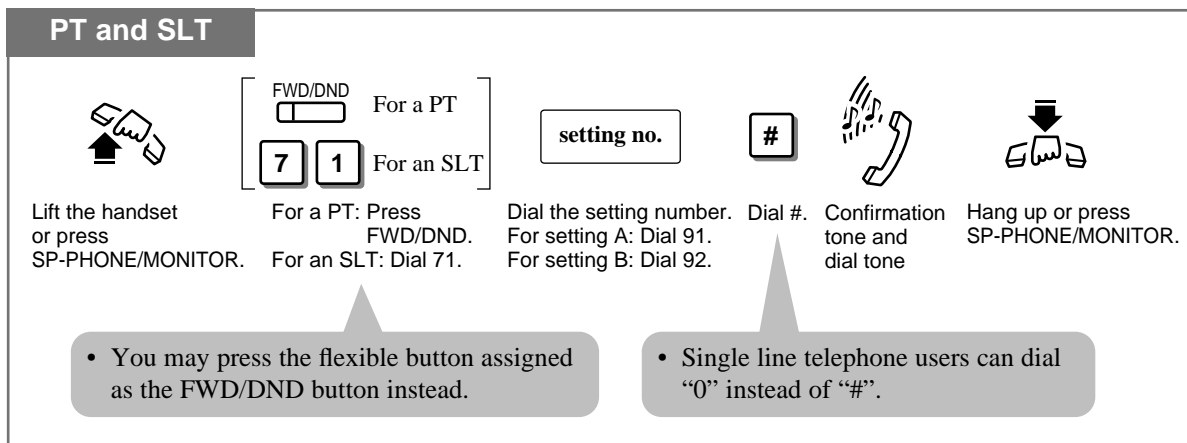 PT and SLT
FWD/DND
For a PT
7 1 For an SLT
setting no.
#
Lift the handset
or press
SP-PHONE/MONITOR.
For a PT: Press
FWD/DND.
For an SLT: Dial 71.
Dial the setting number.
For setting A: Dial 91.
For setting B: Dial 92.
Dial #.
Confirmation
tone and
dial tone
Hang up or press
SP-PHONE/MONITOR.
• You may press the flexible button assigned
as the FWD/DND button instead.
• Single line telephone users can dial
“0” instead of “#”.